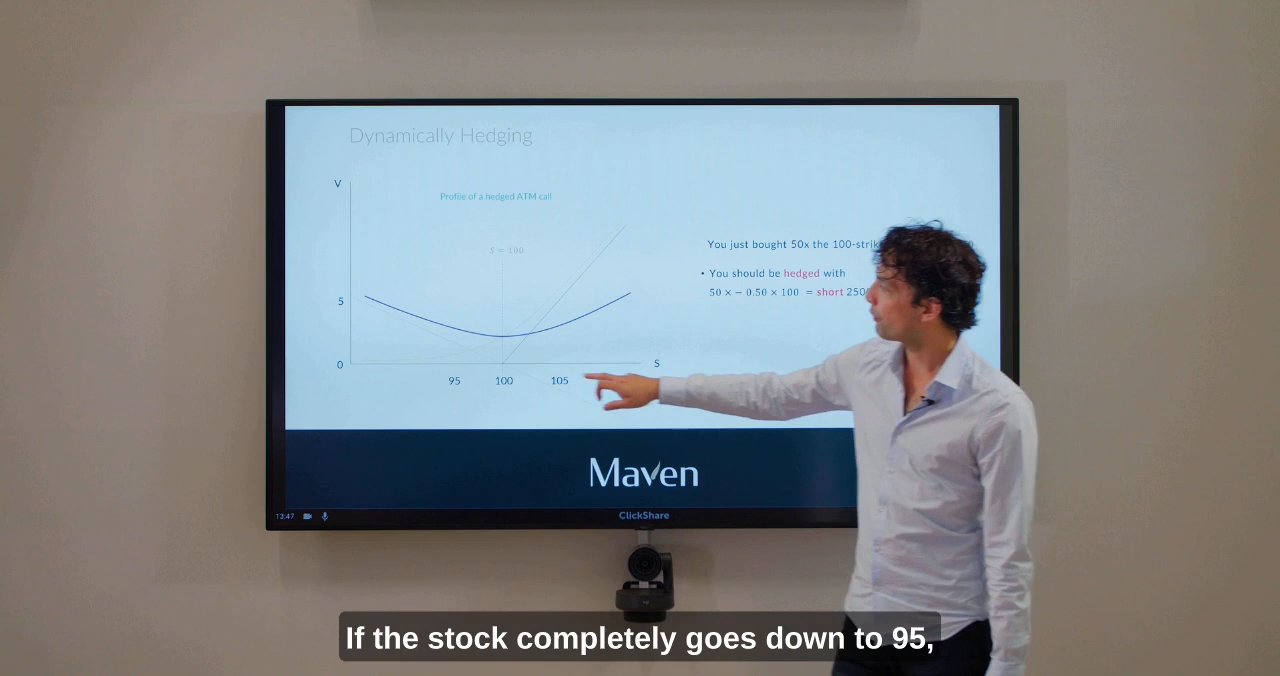 Dynamically Hedging
V
Profile of a hedged ATM call
S = 100
You just bought 50x the 100-strik
• You should be hedged with
50 × − 0.50 × 100 = short 250
5
0
S
95 100 105
Maven
13:47
ClickShare
If the stock completely goes down to 95,